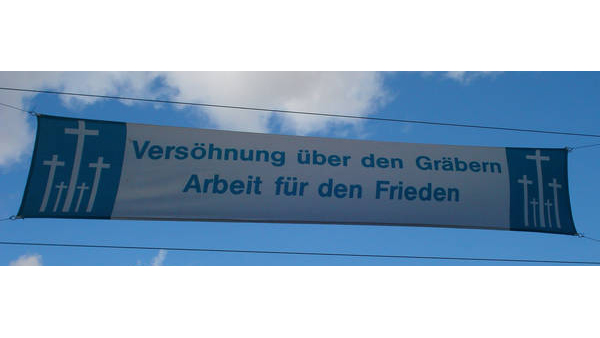 Versöhnung über den Gräbern
Arbeit für den Frieden